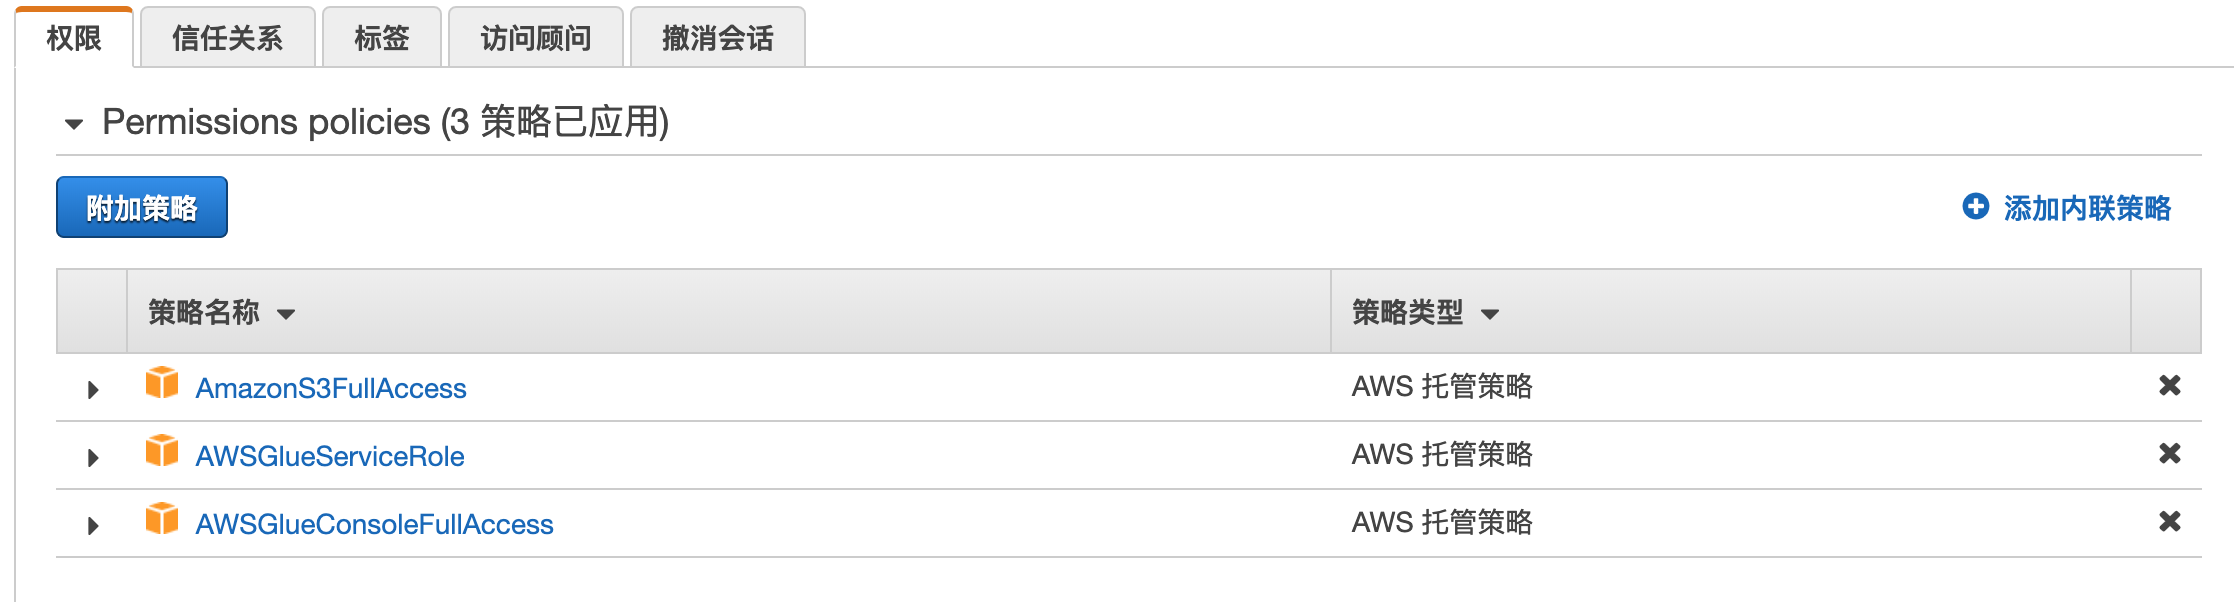 权限 信任关系 标签 访问顾问 撤消会话
Permissions policies (3 策略已应用)
附加策略 添加内联策略
策略名称 策略类型
AmazonS3FullAccess AWS 托管策略
AWSGlueServiceRole AWS 托管策略
AWSGlueConsoleFullAccess AWS 托管策略